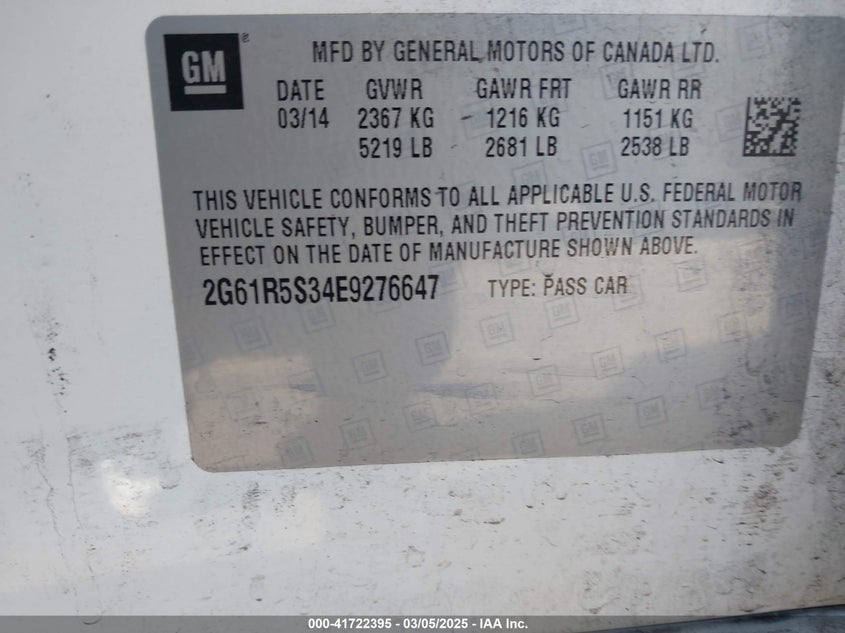 GM ®
MFD BY GENERAL MOTORS OF CANADA LTD.
DATE GVWR GAWR FRT GAWR RR
03/14 2367 KG 1216 KG 1151 KG
5219 LB 2681 LB 2538 LB
THIS VEHICLE CONFORMS TO ALL APPLICABLE U.S. FEDERAL MOTOR
VEHICLE SAFETY, BUMPER, AND THEFT PREVENTION STANDARDS IN
EFFECT ON THE DATE OF MANUFACTURE SHOWN ABOVE.
2G61R5S34E9276647 TYPE: PASS CAR
000-41722395 - 03/05/2025 - IAA Inc.